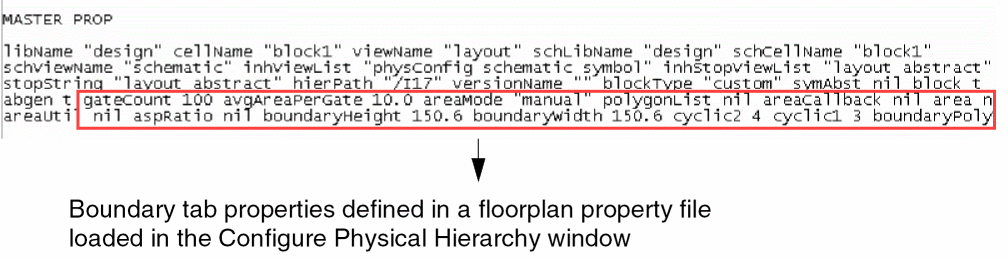 MASTER PROP
libName "design" cellName "block1" viewName "layout" schLibName "design" schCellName "block1"
schViewName "schematic" inhViewList "physConfig schematic symbol" inhStopViewList "layout abstract"
stopString "layout abstract" hierPath "/I17" versionName "" blockType "custom" symAbst nil block t
abgen t gateCount 100 avgAreaPerGate 10.0 areaMode "manual" polygonList nil areaCallback nil area n
areaUtil nil aspRatio nil boundaryHeight 150.6 boundaryWidth 150.6 cyclic2 4 cyclic1 3 boundaryPoly
Boundary tab properties defined in a floorplan property file
loaded in the Configure Physical Hierarchy window